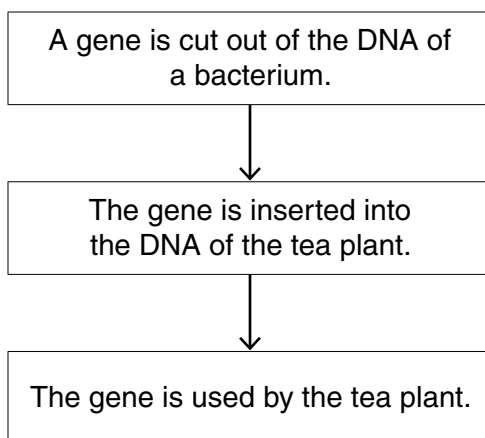 A gene is cut out of the DNA of
a bacterium.
The gene is inserted into
the DNA of the tea plant.
The gene is used by the tea plant.